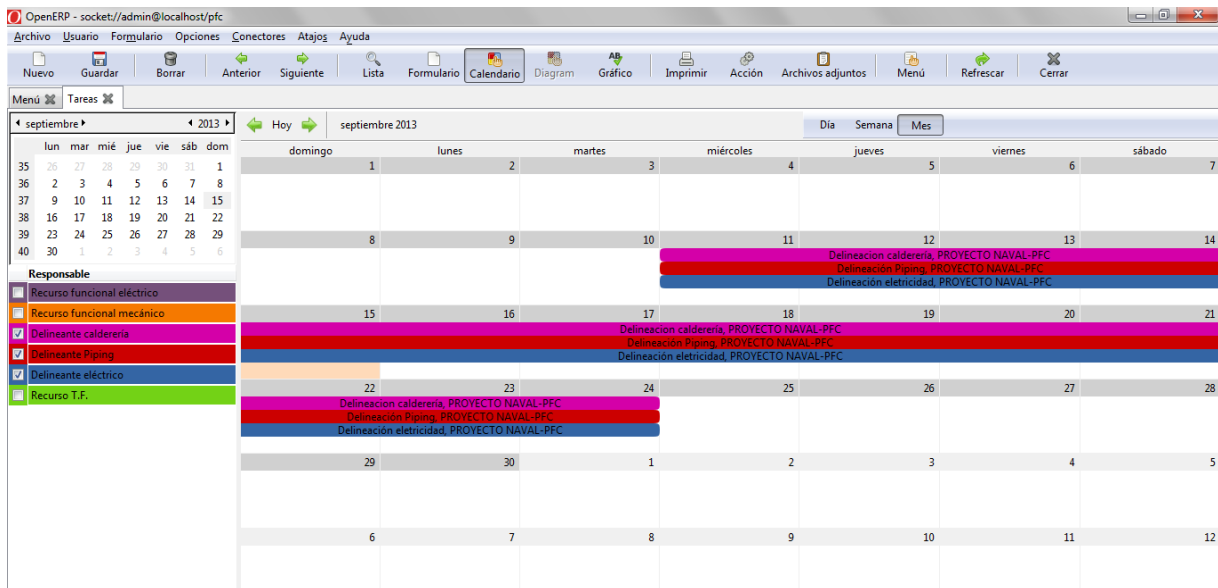 OpenERP - socket://admin@localhost/pfc
Archivo Usuario Formulario Opciones Conectores Atajos Ayuda
Nuevo Guardar Borrar Anterior Siguiente Lista Formulario Calendario Diagram Gráfico Imprimir Acción Archivos adjuntos Menú Refrescar Cerrar
Menú Tareas
septiembre 2013 Hoy septiembre 2013 Día Semana Mes
lun mar mié jue vie sáb dom
35 26 27 28 29 30 31 1
36 2 3 4 5 6 7 8
37 9 10 11 12 13 14 15
38 16 17 18 19 20 21 22
39 23 24 25 26 27 28 29
40 30 1 2 3 4 5 6
Responsable
Recurso funcional eléctrico
Recurso funcional mecánico
Delineante calderería
Delineante Piping
Delineante eléctrico
Recurso T.F.
domingo lunes martes miércoles jueves viernes sábado
1 2 3 4 5 6 7
8 9 10 11 12 13 14
Delineacion calderería, PROYECTO NAVAL-PFC
Delineación Piping, PROYECTO NAVAL-PFC
Delineación eletricidad, PROYECTO NAVAL-PFC
15 16 17 18 19 20 21
Delineacion calderería, PROYECTO NAVAL-PFC
Delineación Piping, PROYECTO NAVAL-PFC
Delineación eletricidad, PROYECTO NAVAL-PFC
22 23 24 25 26 27 28
Delineacion calderería, PROYECTO NAVAL-PFC
Delineación Piping, PROYECTO NAVAL-PFC
Delineación eletricidad, PROYECTO NAVAL-PFC
29 30 1 2 3 4 5
6 7 8 9 10 11 12